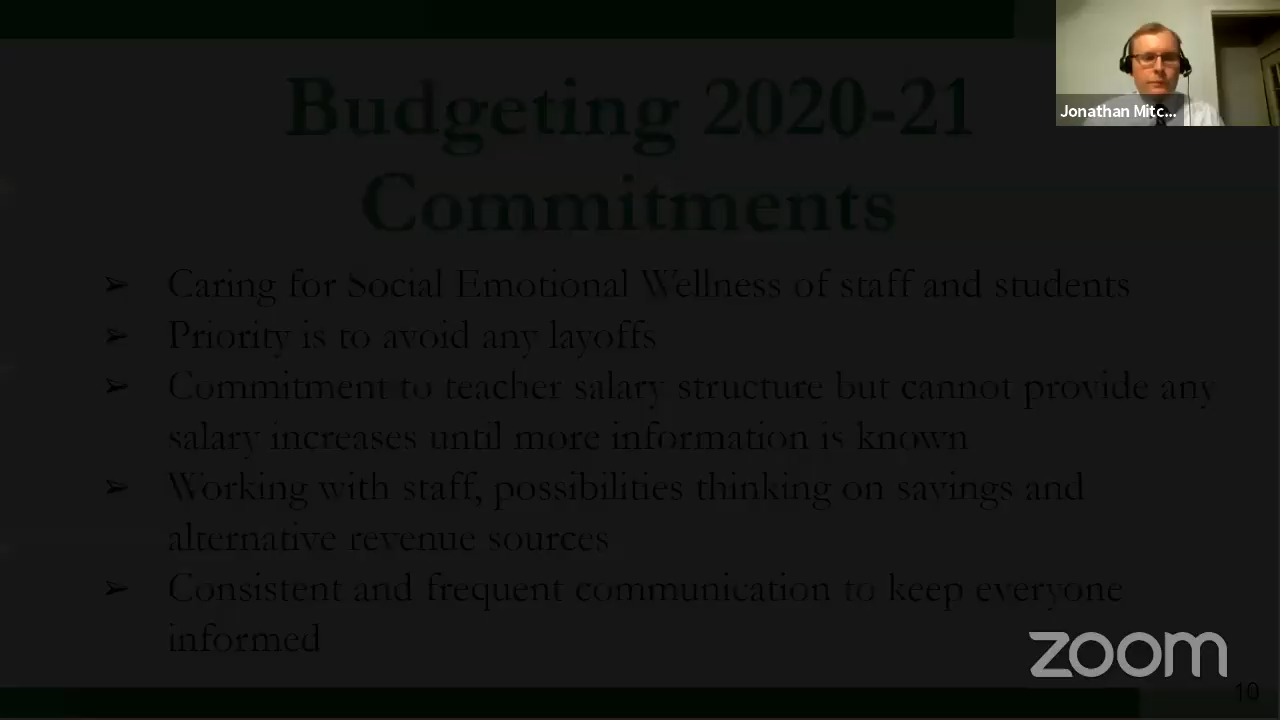 Budgeting 2020-21
Commitments
Jonathan Mitc...
➢ Caring for Social Emotional Wellness of staff and students
➢ Priority is to avoid any layoffs
➢ Commitment to teacher salary structure but cannot provide any
salary increases until more information is known
➢ Working with staff, possibilities thinking on savings and
alternative revenue sources
➢ Consistent and frequent communication to keep everyone
informed
zoom
10